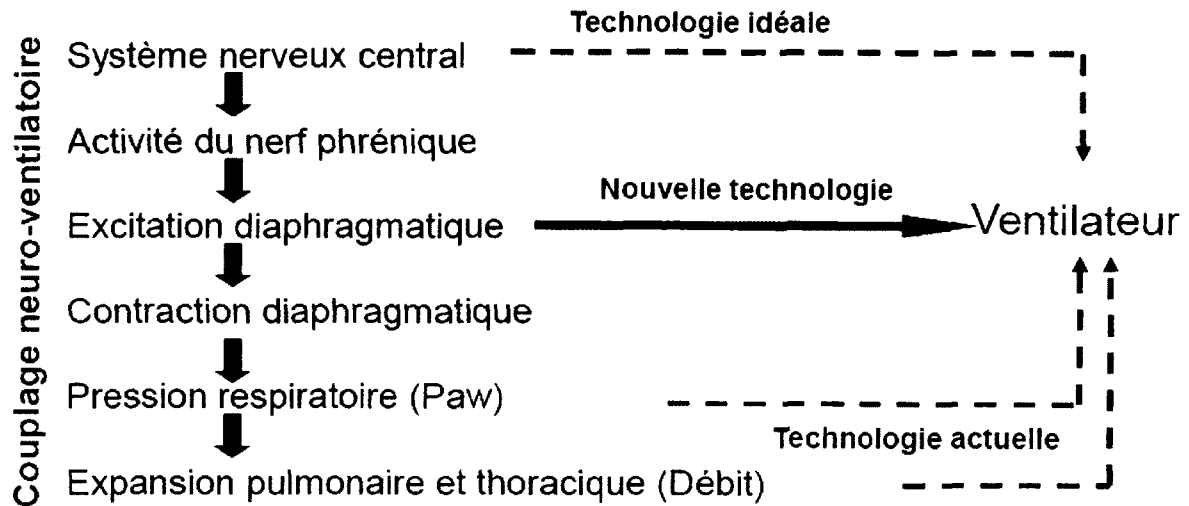 Couplage neuro-ventilatoire
Technologie idéale
Système nerveux central
Activité du nerf phrénique
Nouvelle technologie
Excitation diaphragmatique
Ventilateur
Contraction diaphragmatique
Pression respiratoire (Paw)
Technologie actuelle
Expansion pulmonaire et thoracique (Débit)